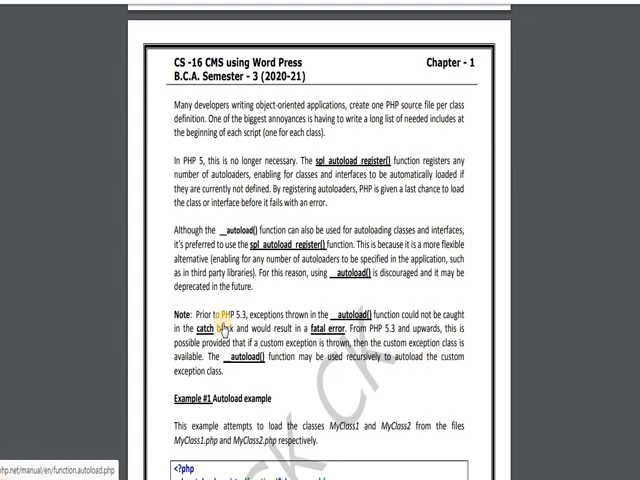 CS -16 CMS using Word Press Chapter - 1
B.C.A. Semester - 3 (2020-21)
Many developers writing object-oriented applications, create one PHP source file per class
definition. One of the biggest annoyances is having to write a long list of needed includes at
the beginning of each script (one for each class).
In PHP 5, this is no longer necessary. The spl_autoload_register() function registers any
number of autoloaders, enabling for classes and interfaces to be automatically loaded if
they are currently not defined. By registering autoloaders, PHP is given a last chance to load
the class or interface before it fails with an error.
Although the __autoload() function can also be used for autoloading classes and interfaces,
it's preferred to use the spl_autoload_register() function. This is because it is a more flexible
alternative (enabling for any number of autoloaders to be specified in the application, such
as in third party libraries). For this reason, using __autoload() is discouraged and it may be
deprecated in the future.
Note: Prior to PHP 5.3, exceptions thrown in the __autoload() function could not be caught
in the catch block and would result in a fatal error. From PHP 5.3 and upwards, this is
possible provided that if a custom exception is thrown, then the custom exception class is
available. The __autoload() function may be used recursively to autoload the custom
exception class.
Example #1 Autoload example
This example attempts to load the classes MyClass1 and MyClass2 from the files
MyClass1.php and MyClass2.php respectively.
<?php
hp.net/manual/en/function.autoload.php
SK CK